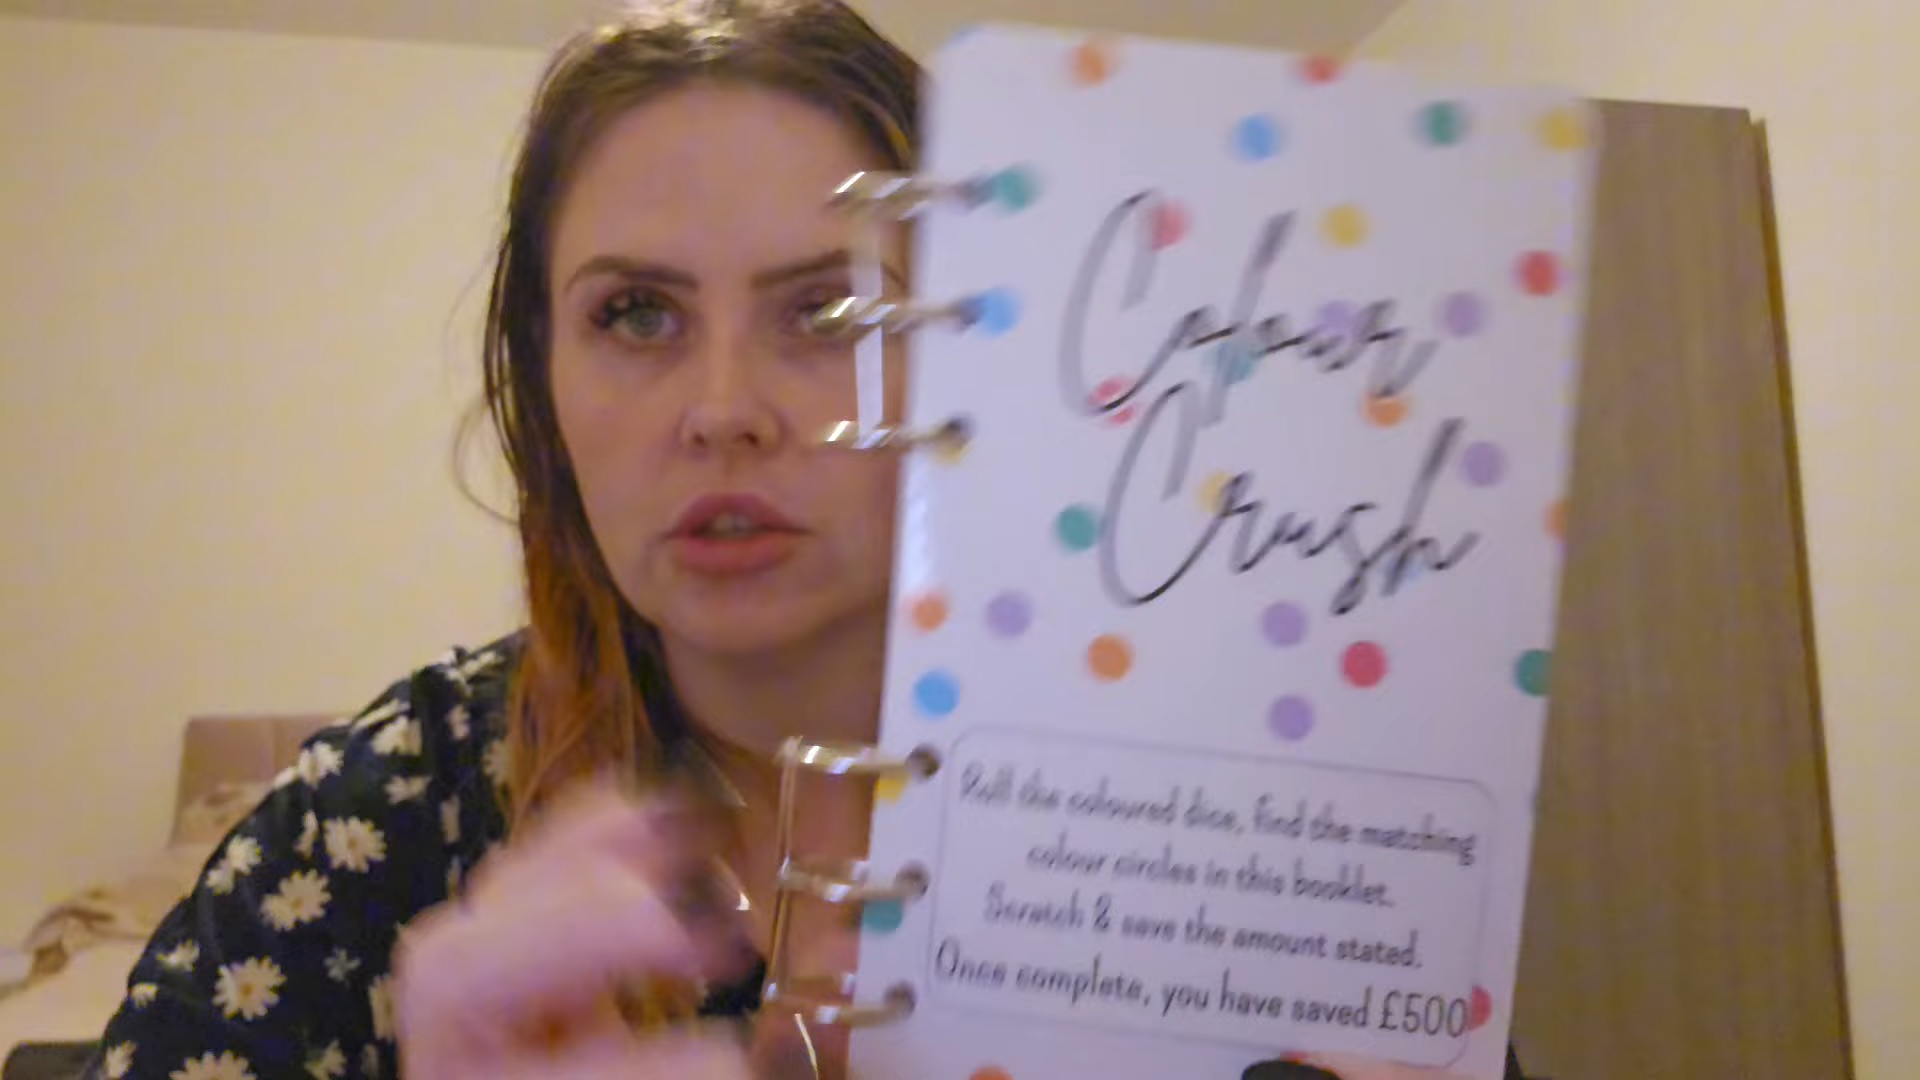 Colour
Crush
Roll the coloured dice, find the matching
colour circles in this booklet.
Scratch & save the amount stated.
Once complete, you have saved £500